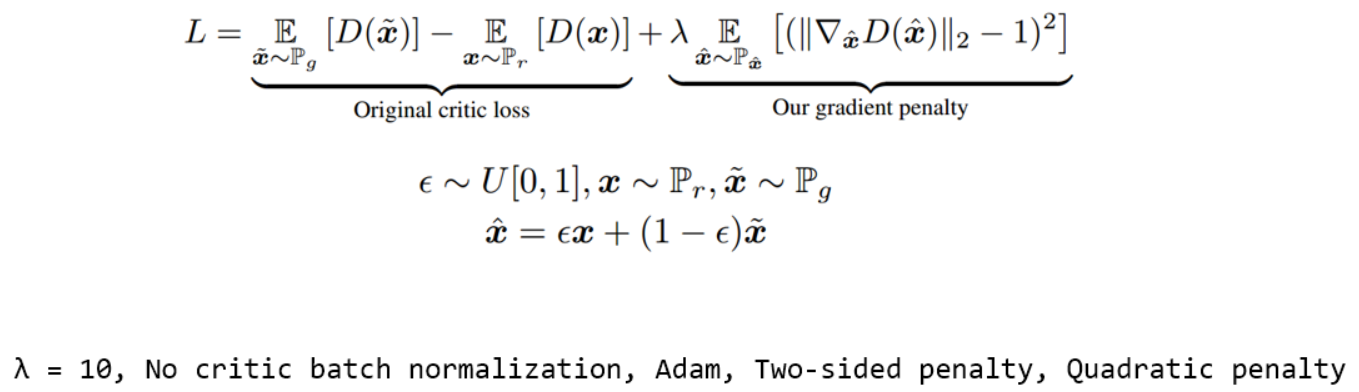 L = 𝔼_{x̃∼ℙ_g} [D(x̃)] − 𝔼_{x∼ℙ_r} [D(x)] + λ 𝔼_{x̂∼ℙ_x̂} [(‖∇_x̂ D(x̂)‖₂ − 1)²]
Original critic loss Our gradient penalty
ϵ ∼ U[0, 1], x ∼ ℙ_r, x̃ ∼ ℙ_g
x̂ = ϵx + (1 − ϵ)x̃
λ = 10, No critic batch normalization, Adam, Two-sided penalty, Quadratic penalty